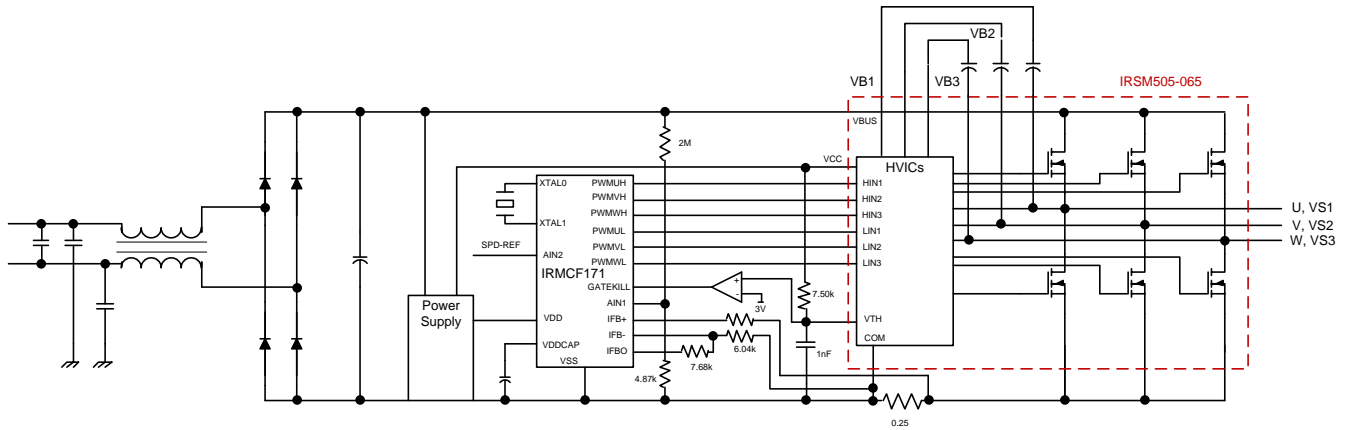 VB2
VB1
VB3
IRSM505-065
VBUS
2M
VCC
HVICs
XTAL0
PWMUH
HIN1
PWMVH
HIN2
U, VS1
PWMWH
HIN3
XTAL1
V, VS2
PWMUL
LIN1
W, VS3
SPD-REF
PWMVL
LIN2
AIN2
PWMWL
LIN3
IRMCF171
GATEKILL
+
-
7.50k
Power
Supply
AIN1
3V
VDD
IFB+
VTH
IFB-
COM
VDDCAP
6.04k
IFBO
1nF
VSS
7.68k
4.87k
0.25